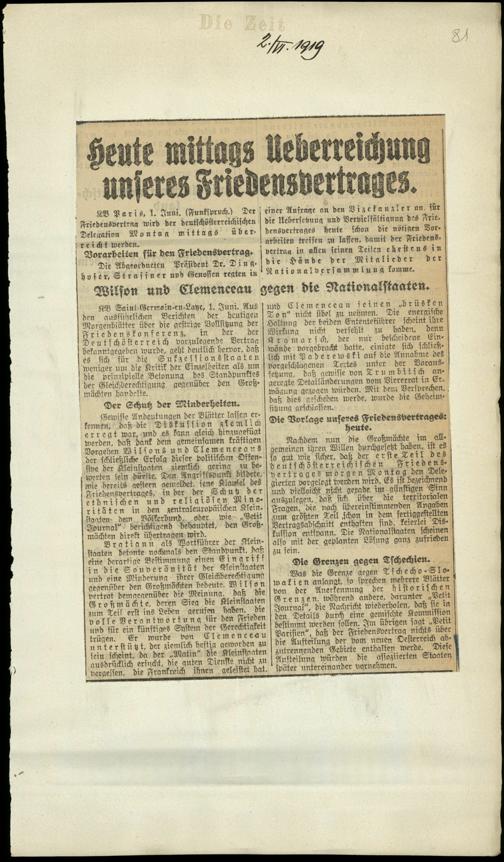 Die Zeit
2./VI. 1919
81
Heute mittags Ueberreichung
unseres Friedensvertrages.
KB Paris, 1. Juni. (Funkspruch.) Der
Friedensvertrag wird der deutschösterreichischen
Delegation Montag mittags über-
reicht werden.
Vorarbeiten für den Friedensvertrag.
Die Abgeordneten Präsident Dr. Ding-
hofer, Straffner und Genossen regten in
einer Anfrage an den Vizekanzler an, für
die Uebersetzung und Vervielfältigung des Frie-
densvertrages heute schon die nötigen Vor-
arbeiten treffen zu lassen, damit der Friedens-
vertrag in allen seinen Teilen ehestens in
die Hände der Mitglieder der
Nationalversammlung komme.
Wilson und Clemenceau gegen die Nationalstaaten.
KB Saint-Germain-en-Laye, 1. Juni. Aus
den ausführlichen Berichten der heutigen
Morgenblätter über die gestrige Vollsitzung der
Friedenskonferenz, in der der
Deutschösterreich vorzulegende Vertrag
bekanntgegeben wurde, geht deutlich hervor, daß
es sich für die Sukzessionsstaaten
weniger um die Kritik der Einzelheiten als um
die prinzipielle Betonung des Standpunktes
der Gleichberechtigung gegenüber den Groß-
mächten handelte.
Der Schutz der Minderheiten.
Gewisse Andeutungen der Blätter lassen er-
kennen, daß die Diskussion ziemlich
erregt war, und es kann gleich hinzugefügt
werden, daß dank dem gemeinsamen kräftigen
Vorgehen Wilsons und Clemenceaus
der schließliche Erfolg dieser politischen Offen-
sive der Kleinstaaten ziemlich gering zu be-
werten sein dürfte. Den Angriffspunkt bildete,
wie bereits gestern gemeldet, jene Klausel des
Friedensvertrages, in der der Schutz der
ethnischen und religiösen Mino-
ritäten in den zentraleuropäischen Klein-
staaten dem Völkerbund, oder, wie „Petit
Journal“ berichtigend behauptet, den Groß-
mächten direkt übertragen wird.
Bratianu als Wortführer der Klein-
staaten betonte nochmals den Standpunkt, daß
eine derartige Bestimmung einen Eingriff
in die Souveränität der Kleinstaaten
und eine Minderung ihrer Gleichberechtigung
gegenüber den Großmächten bedeute. Wilson
vertrat demgegenüber die Meinung, daß die
Großmächte, deren Sieg die Kleinstaaten
zum Teil erst ins Leben gerufen haben, die
volle Verantwortung für den Frieden
und für ein künftiges System der Gerechtigkeit
trügen. Er wurde von Clemenceau
unterstützt, der ziemlich heftig geworden zu
sein scheint, da der „Matin“ die Kleinstaaten
ausdrücklich ersucht, die guten Dienste nicht zu
vergessen, die Frankreich ihnen geleistet hat,
und Clemenceau seinen „brüsken
Ton“ nicht übel zu nehmen. Die energische
Haltung der beiden Ententeführer scheint ihre
Wirkung nicht verfehlt zu haben, denn
Kramarsch, der nur bescheidene Ein-
wände vorgebracht hatte, einigte sich schließlich
mit Paderewski auf die Annahme des
vorgeschlagenen Textes unter der Voraus-
setzung, daß gewisse von Trumbitsch an-
geregte Detailänderungen vom Viererrat in Er-
wägung gezogen würden. Mit dem Versprechen,
daß dies geschehen werde, wurde die Geheim-
sitzung geschlossen.
Die Vorlage unseres Friedensvertrages:
heute.
Nachdem nun die Großmächte im all-
gemeinen ihren Willen durchgesetzt haben, ist es
so gut wie sicher, daß der erste Teil des
deutschösterreichischen Friedens-
vertrages morgen Montag den Dele-
gierten vorgelegt werden wird. Es ist bezeichnend
und vielleicht nicht gerade im günstigen Sinn
auszulegen, daß sich über die territorialen
Fragen, die nach übereinstimmenden Angaben
zum größten Teil schon in dem fertiggestellten
Vertragsabschnitt enthalten sind, keinerlei Dis-
kussion entspann. Die Nationalstaaten scheinen
also mit der geplanten Lösung ganz zufrieden
zu sein.
Die Grenzen gegen Tschechien.
Was die Grenze gegen Tschecho-Slo-
wakien anlangt, so sprechen mehrere Blätter
von der Anerkennung der historischen
Grenzen, während andere, darunter „Petit
Journal“, die Nachricht wiederholen, daß sie in
den Details durch eine gemischte Kommission
bestimmt werden sollen. Im übrigen sagt „Petit
Parisien“, daß der Friedensvertrag nichts über
die Aufteilung der vom neuen Oesterreich ab-
zutrennenden Gebiete enthalten werde. Diese
Aufteilung würden die assoziierten Staaten
später untereinander vornehmen.